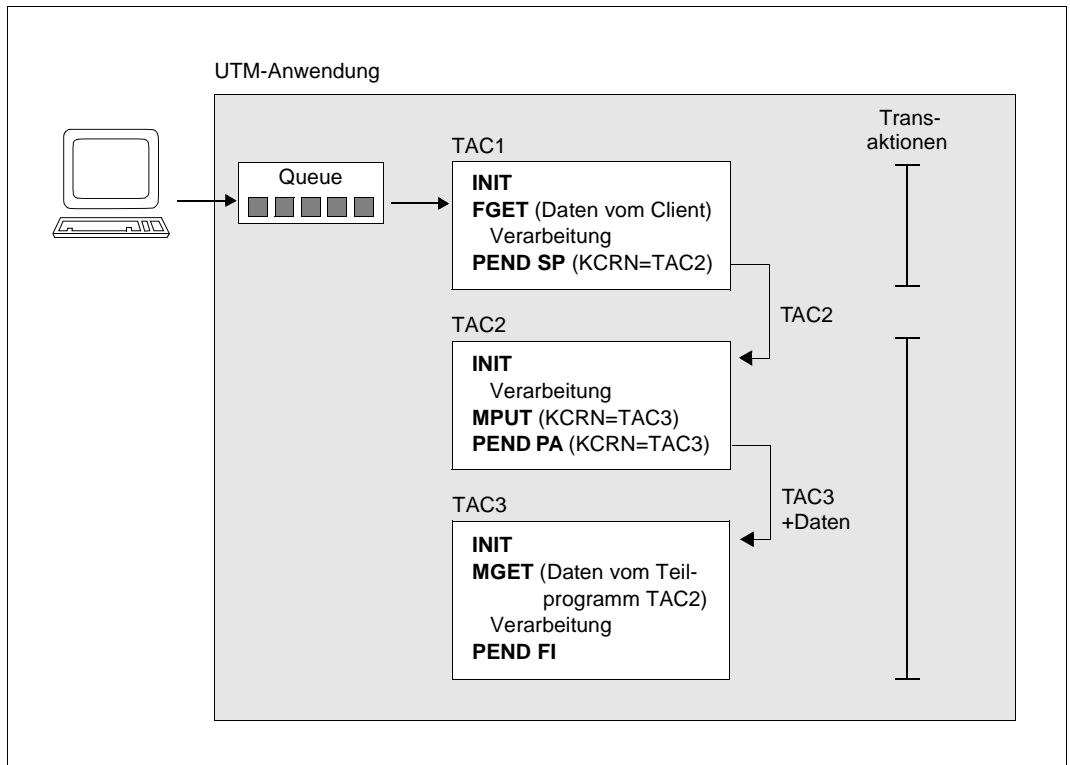 UTM-Anwendung
Trans-
aktionen
Queue
TAC1
INIT
FGET (Daten vom Client)
Verarbeitung
PEND SP (KCRN=TAC2)
TAC2
TAC2
INIT
Verarbeitung
MPUT (KCRN=TAC3)
PEND PA (KCRN=TAC3)
TAC3
+Daten
TAC3
INIT
MGET (Daten vom Teil-
programm TAC2)
Verarbeitung
PEND FI